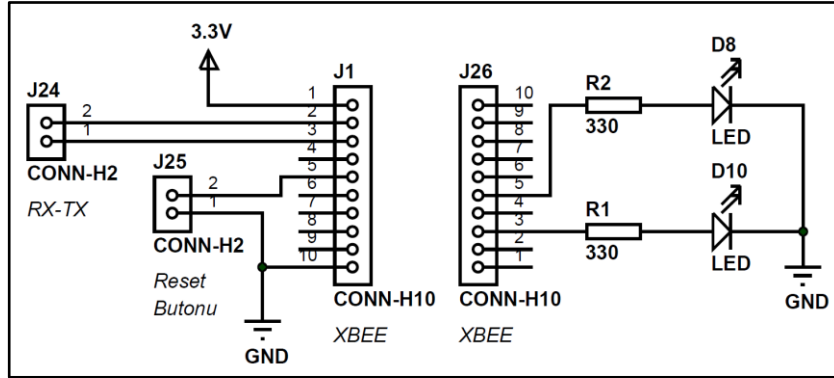 3.3V
J24
2
1
CONN-H2
RX-TX
J25
2
1
CONN-H2
Reset
Butonu
GND
J1
1
2
3
4
5
6
7
8
9
10
CONN-H10
XBEE
J26
10
9
8
7
6
5
4
3
2
1
CONN-H10
XBEE
R2
330
D8
LED
R1
330
D10
LED
GND